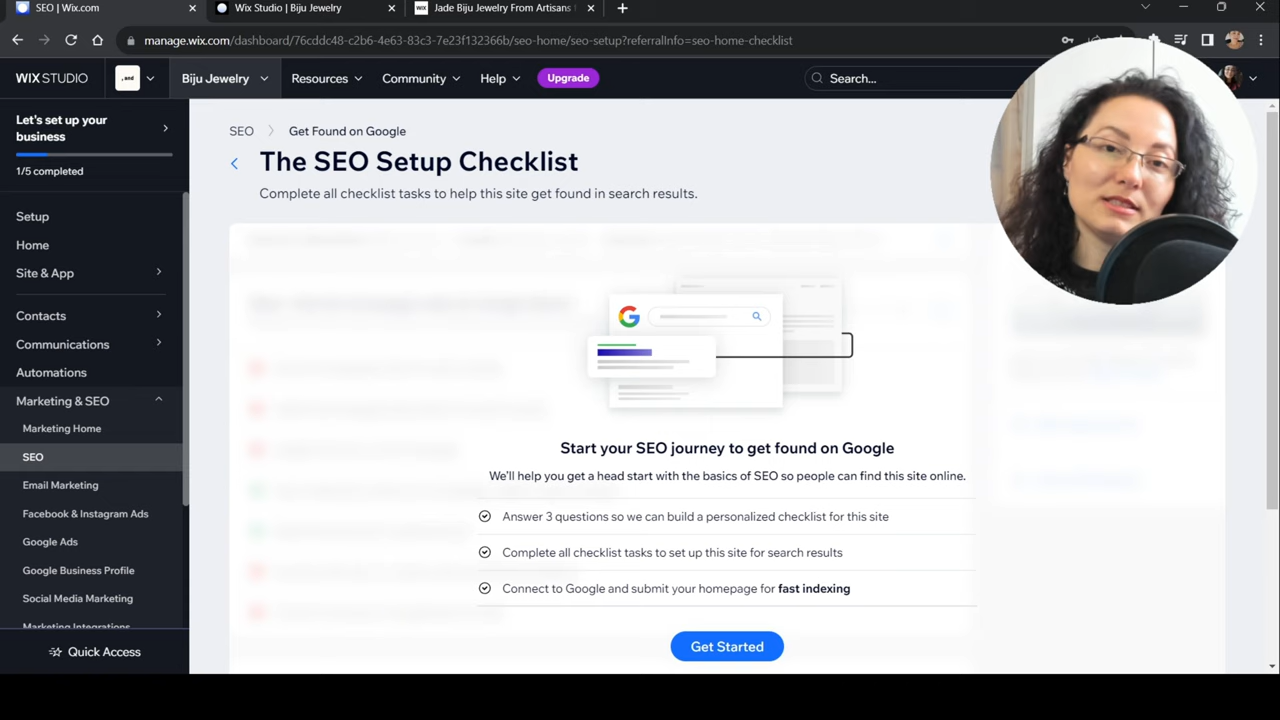 SEO | Wix.com
Wix Studio | Biju Jewelry
WIX
Jade Biju Jewelry From Artisans
manage.wix.com/dashboard/76cddc48-c2b6-4e63-83c3-7e23f132366b/seo-home/seo-setup?referralInfo=seo-home-checklist
WIX STUDIO
.and
Biju Jewelry
Resources
Community
Help
Upgrade
Search...
Let's set up your
business
1/5 completed
Setup
Home
Site & App
Contacts
Communications
Automations
Marketing & SEO
Marketing Home
SEO
Email Marketing
Facebook & Instagram Ads
Google Ads
Google Business Profile
Social Media Marketing
Marketing Integrations
Quick Access
SEO
Get Found on Google
The SEO Setup Checklist
Complete all checklist tasks to help this site get found in search results.
G
Start your SEO journey to get found on Google
We'll help you get a head start with the basics of SEO so people can find this site online.
Answer 3 questions so we can build a personalized checklist for this site
Complete all checklist tasks to set up this site for search results
Connect to Google and submit your homepage for fast indexing
Get Started